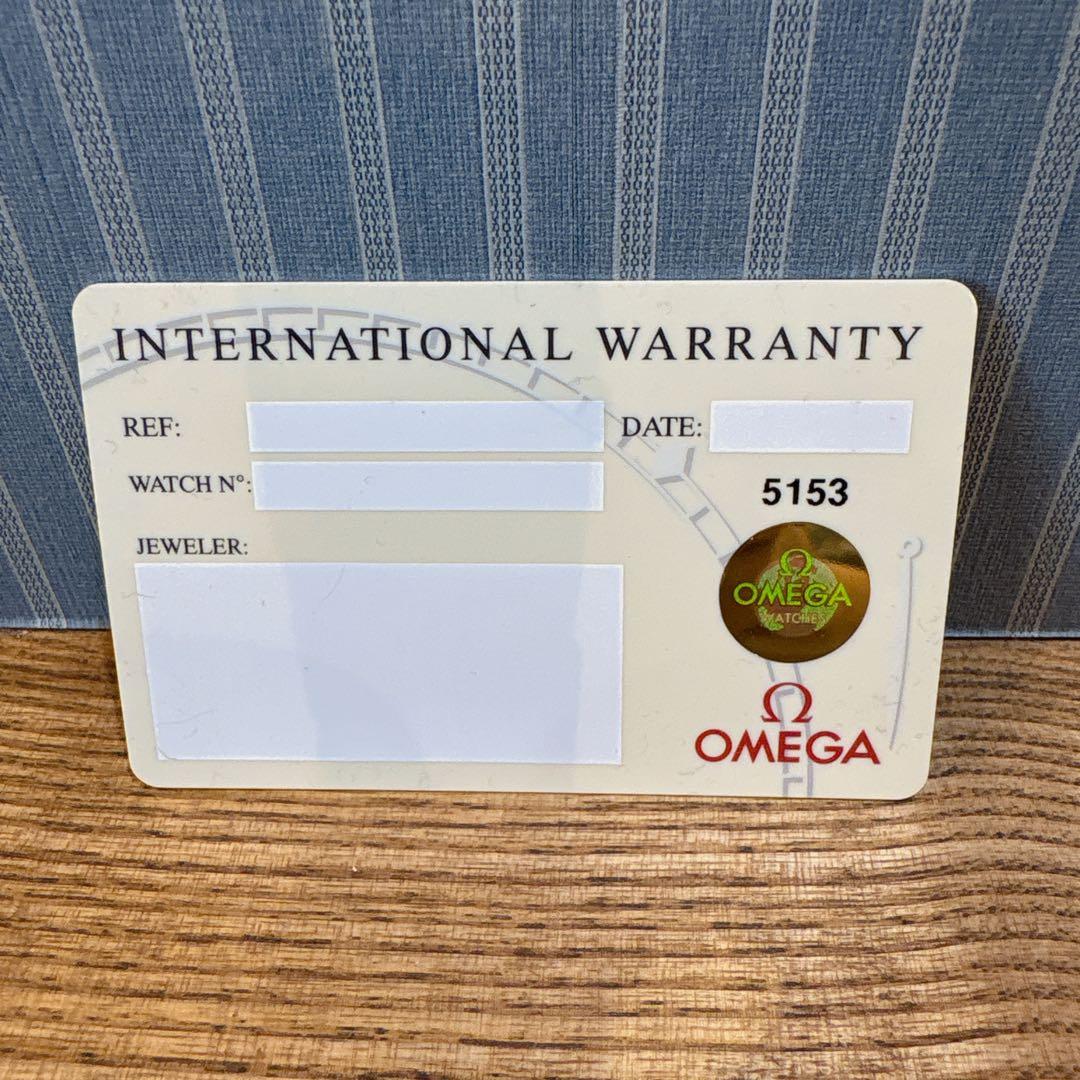 INTERNATIONAL WARRANTY
REF:
DATE:
WATCH N°:
5153
JEWELER:
Ω
OMEGA
WATCHES
Ω
OMEGA